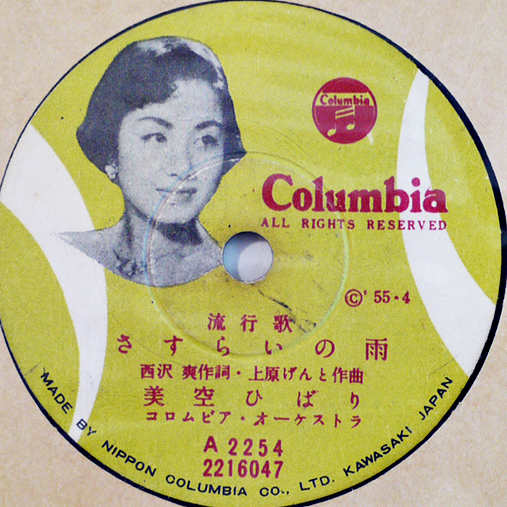 Columbia
Columbia
ALL RIGHTS RESERVED
©'55・4
流行歌
さすらいの雨
西沢 爽作詞・上原げんと作曲
美空ひばり
コロムビア・オーケストラ
A 2254
2216047
MADE BY NIPPON COLUMBIA CO., LTD. KAWASAKI JAPAN